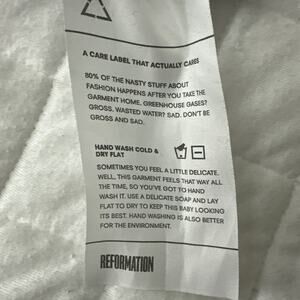 A CARE LABEL THAT ACTUALLY CARES
80% OF THE NASTY STUFF ABOUT
FASHION HAPPENS AFTER YOU TAKE THE
GARMENT HOME. GREENHOUSE GASES?
GROSS. WASTED WATER? SAD. DON'T BE
GROSS AND SAD.
HAND WASH COLD &
DRY FLAT
SOMETIMES YOU FEEL A LITTLE DELICATE.
WELL, THIS GARMENT FEELS THAT WAY ALL
THE TIME, SO YOU'VE GOT TO HAND
WASH IT. USE A DELICATE SOAP AND LAY
FLAT TO DRY TO KEEP THIS BABY LOOKING
ITS BEST. HAND WASHING IS ALSO BETTER
FOR THE ENVIRONMENT.
REFORMATION